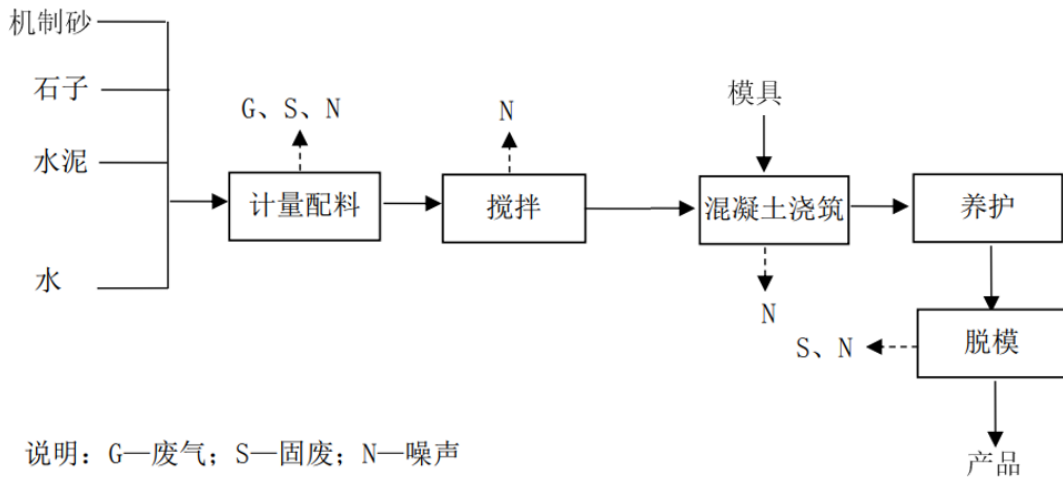 机制砂
石子
水泥
水
G、S、N
计量配料
N
搅拌
模具
混凝土浇筑
N
养护
S、N
脱模
产品
说明：G—废气；S—固废；N—噪声